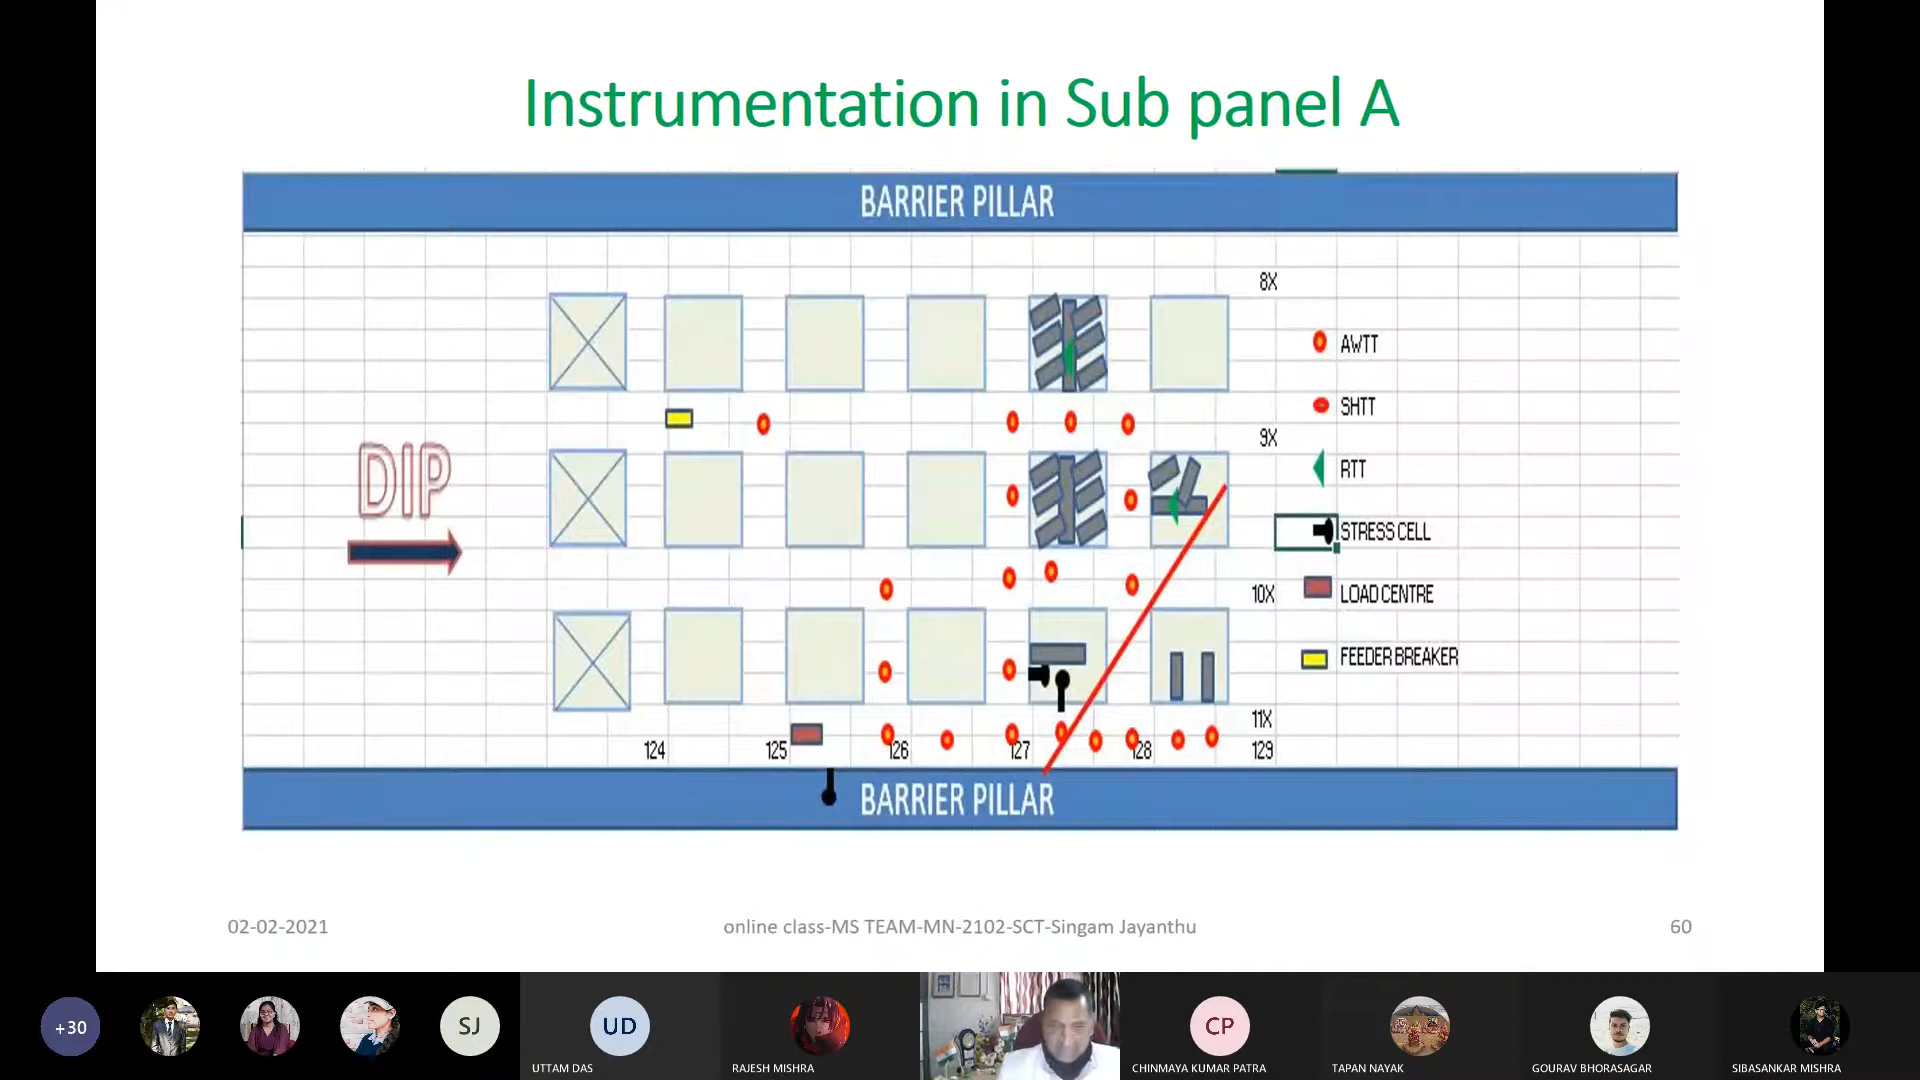 Instrumentation in Sub panel A
BARRIER PILLAR
8X
AWTT
SHTT
9X
RTT
DIP
STRESS CELL
10X
LOAD CENTRE
FEEDER BREAKER
11X
124
125
126
127
128
129
BARRIER PILLAR
02-02-2021
online class-MS TEAM-MN-2102-SCT-Singam Jayanthu
60
+30
SJ
UD
CP
UTTAM DAS
RAJESH MISHRA
CHINMAYA KUMAR PATRA
TAPAN NAYAK
GOURAV BHORASAGAR
SIBASANKAR MISHRA